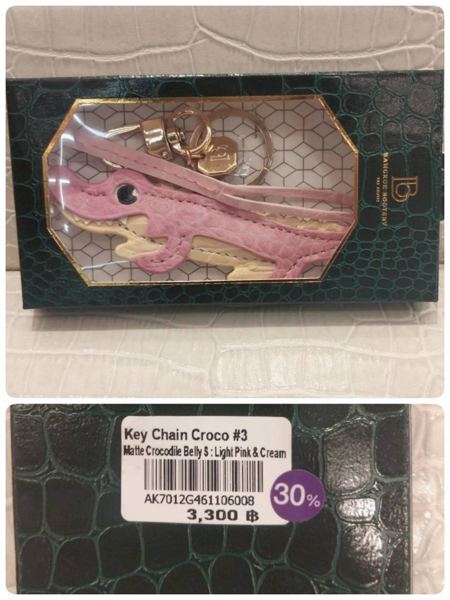 B
BANGKOK BOOTERY
Key Chain Croco #3
Matte Crocodile Belly S : Light Pink & Cream
AK7012G461106008
3,300 ฿
30%